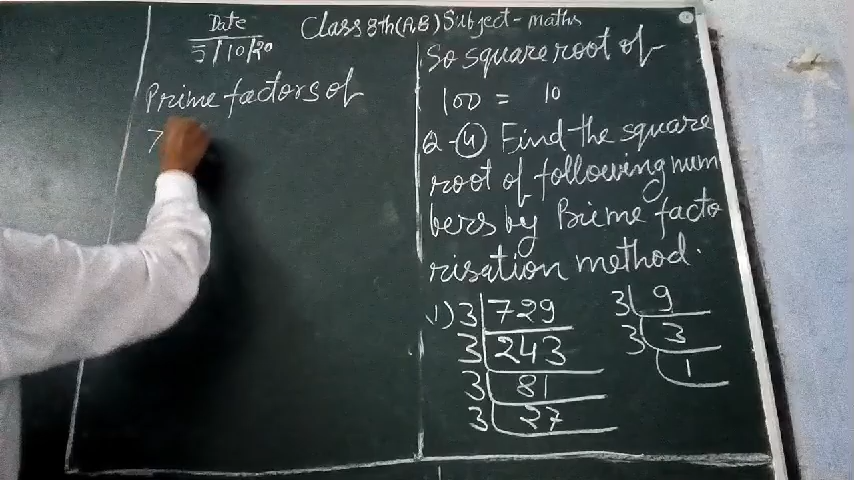 Class 8th (A,B) Subject - maths
Date
5/10/20
Prime factors of
7
So square root of
100 = 10
Q-(4) Find the square
root of following num
bers by Prime facto
risation method.
1) 3 | 729
3 | 243
3 | 81
3 | 27
3 | 9
3 | 3
1